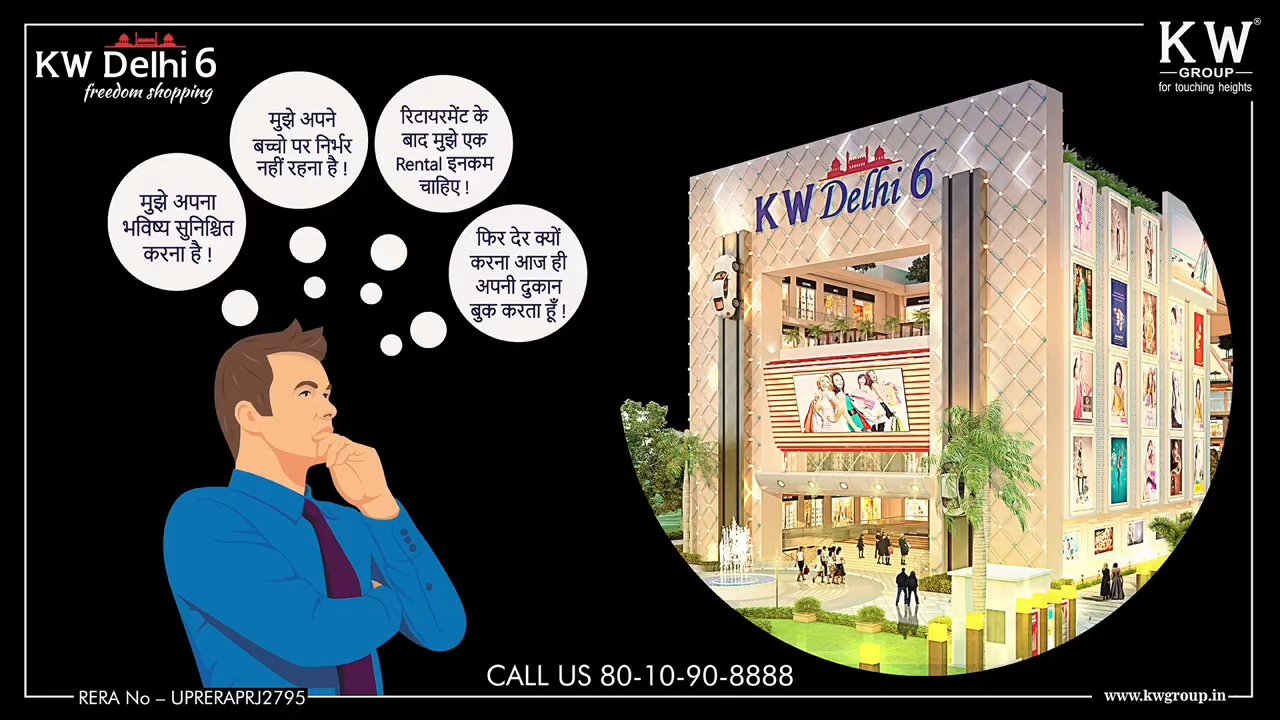 KW Delhi 6
freedom shopping
KW®
GROUP
for touching heights
मुझे अपना
भविष्य सुनिश्चित
करना है !
मुझे अपने
बच्चो पर निर्भर
नहीं रहना है !
रिटायरमेंट के
बाद मुझे एक
Rental इनकम
चाहिए !
फिर देर क्यों
करना आज ही
अपनी दुकान
बुक करता हूँ !
KW Delhi 6
CALL US 80-10-90-8888
RERA No – UPRERAPRJ2795
www.kwgroup.in